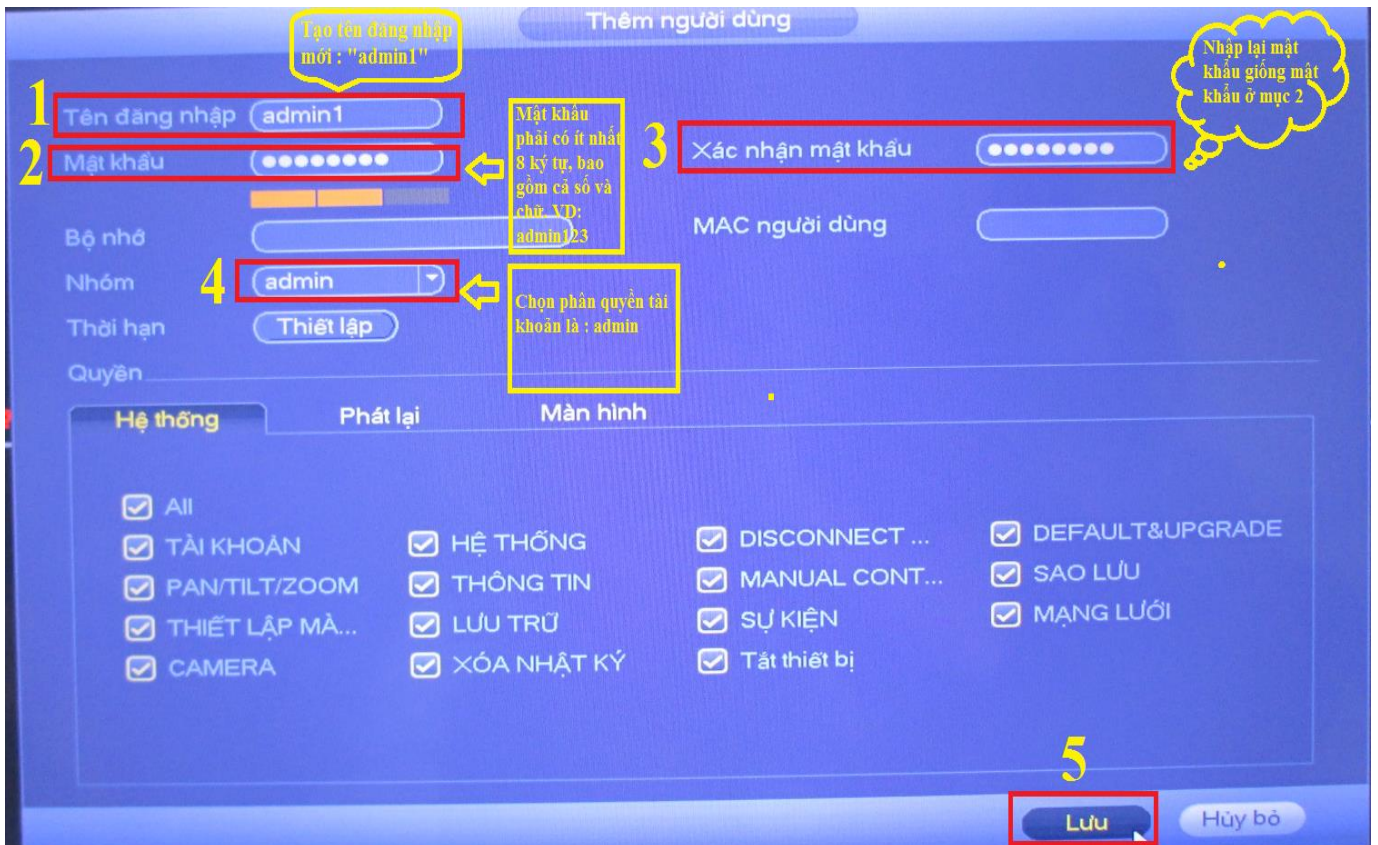 Thêm người dùng
Tạo tên đăng nhập
mới : "admin1"
Nhập lại mật
khẩu giống mật
khẩu ở mục 2
1
Tên đăng nhập
admin1
2
Mật khẩu
Mật khẩu
phải có ít nhất
8 ký tự, bao
gồm cả số và
chữ. VD:
admin123
3
Xác nhận mật khẩu
Bộ nhớ
MAC người dùng
Nhóm
4
admin
Chọn phân quyền tài
khoản là : admin
Thời hạn
Thiết lập
Quyền
Hệ thống Phát lại Màn hình
All
TÀI KHOẢN HỆ THỐNG DISCONNECT ... DEFAULT&UPGRADE
PAN/TILT/ZOOM THÔNG TIN MANUAL CONT... SAO LƯU
THIẾT LẬP MÀ... LƯU TRỮ SỰ KIỆN MẠNG LƯỚI
CAMERA XÓA NHẬT KÝ Tắt thiết bị
5
Lưu Hủy bỏ